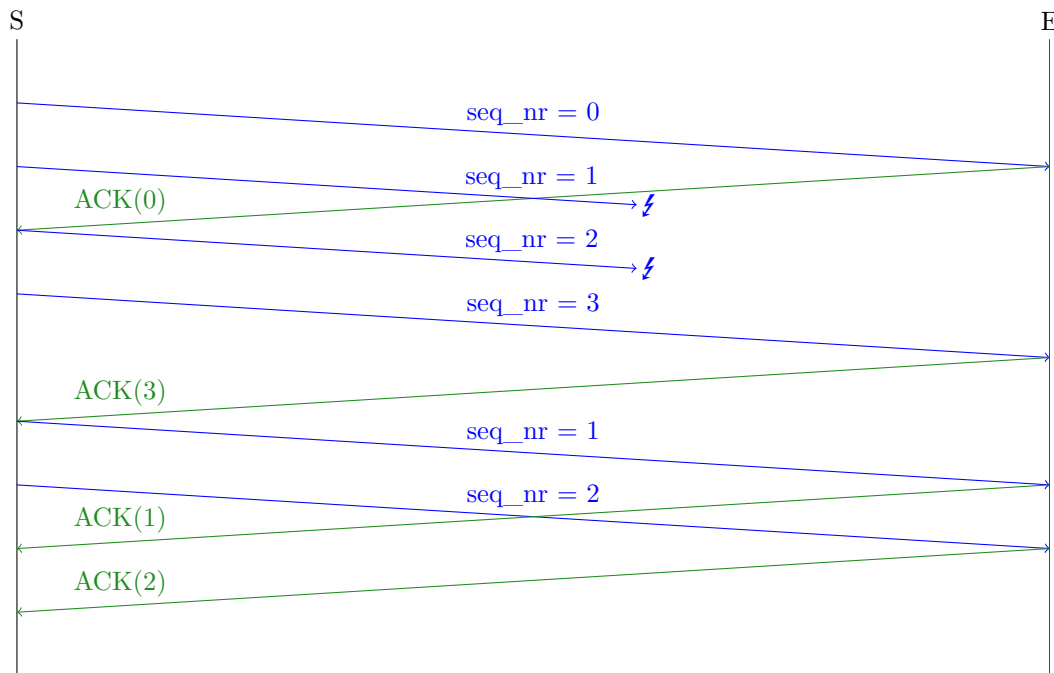 S
E
seq_nr = 0
seq_nr = 1
ACK(0)
seq_nr = 2
seq_nr = 3
ACK(3)
seq_nr = 1
seq_nr = 2
ACK(1)
ACK(2)